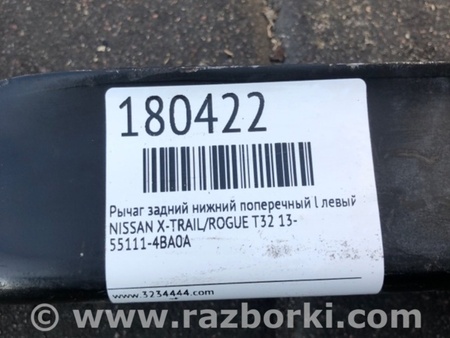 180422
Рычаг задний нижний поперечный l левый
NISSAN X-TRAIL/ROGUE T32 13-
55111-4BA0A
www.3234444.com
© www.razborki.com